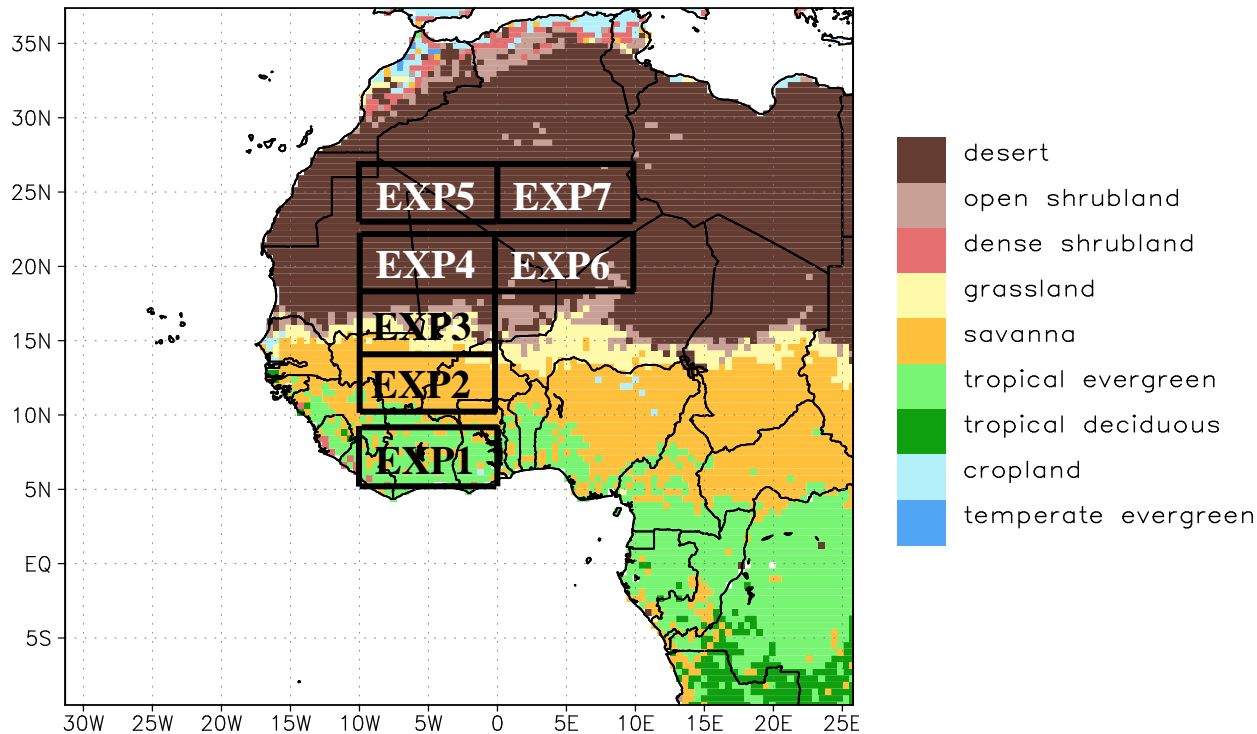 35N
30N
25N
20N
15N
10N
5N
EQ
5S
30W
25W
20W
15W
10W
5W
0
5E
10E
15E
20E
25E
EXP5
EXP7
EXP4
EXP6
EXP3
EXP2
EXP1
desert
open shrubland
dense shrubland
grassland
savanna
tropical evergreen
tropical deciduous
cropland
temperate evergreen